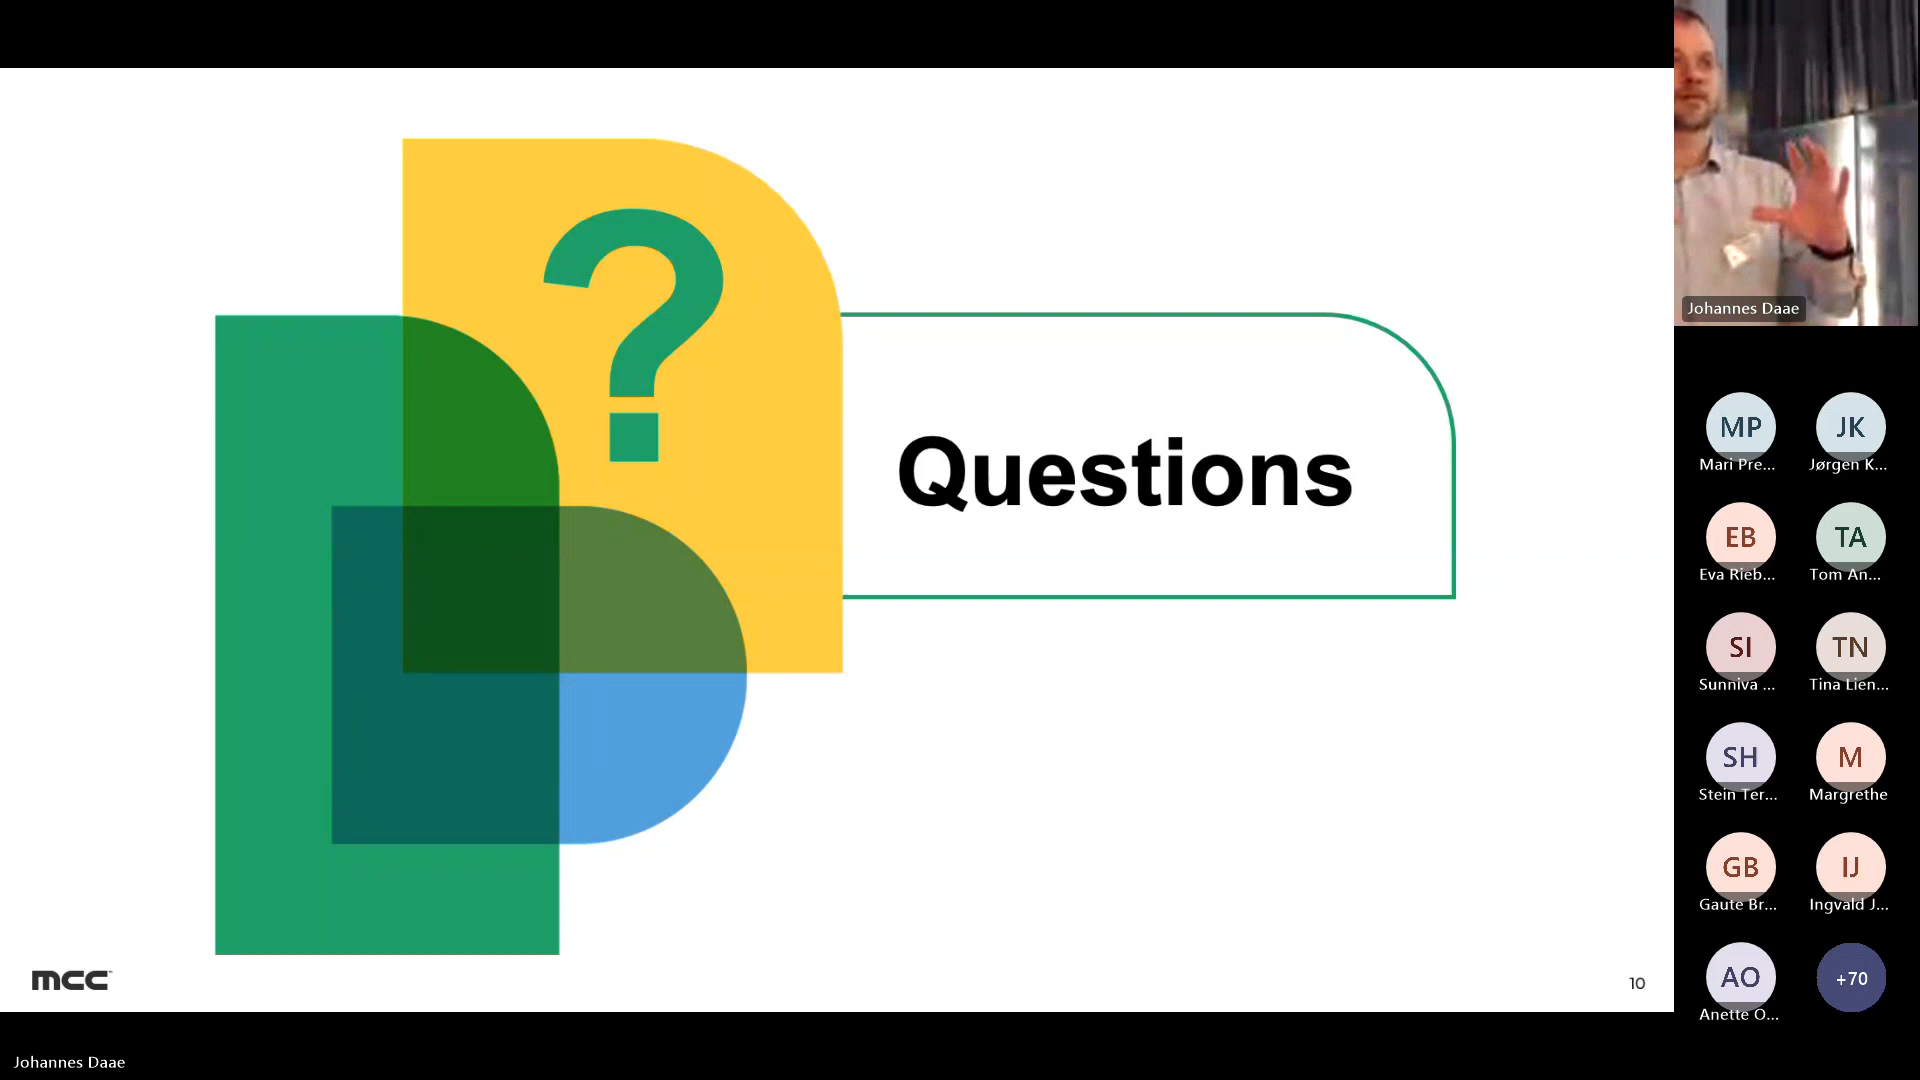 ?
Questions
mcc
10
Johannes Daae
MP
Mari Pre...
JK
Jørgen K...
EB
Eva Rieb...
TA
Tom An...
SI
Sunniva ...
TN
Tina Lien...
SH
Stein Ter...
M
Margrethe
GB
Gaute Br...
IJ
Ingvald J...
AO
Anette O...
+70
Johannes Daae